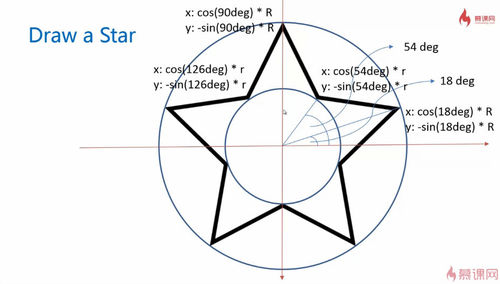 Draw a Star
x: cos(90deg) * R
y: -sin(90deg) * R
慕课网
54 deg
x: cos(126deg) * r
y: -sin(126deg) * r
x: cos(54deg) * r
y: -sin(54deg) * r
18 deg
x: cos(18deg) * R
y: -sin(18deg) * R
慕课网